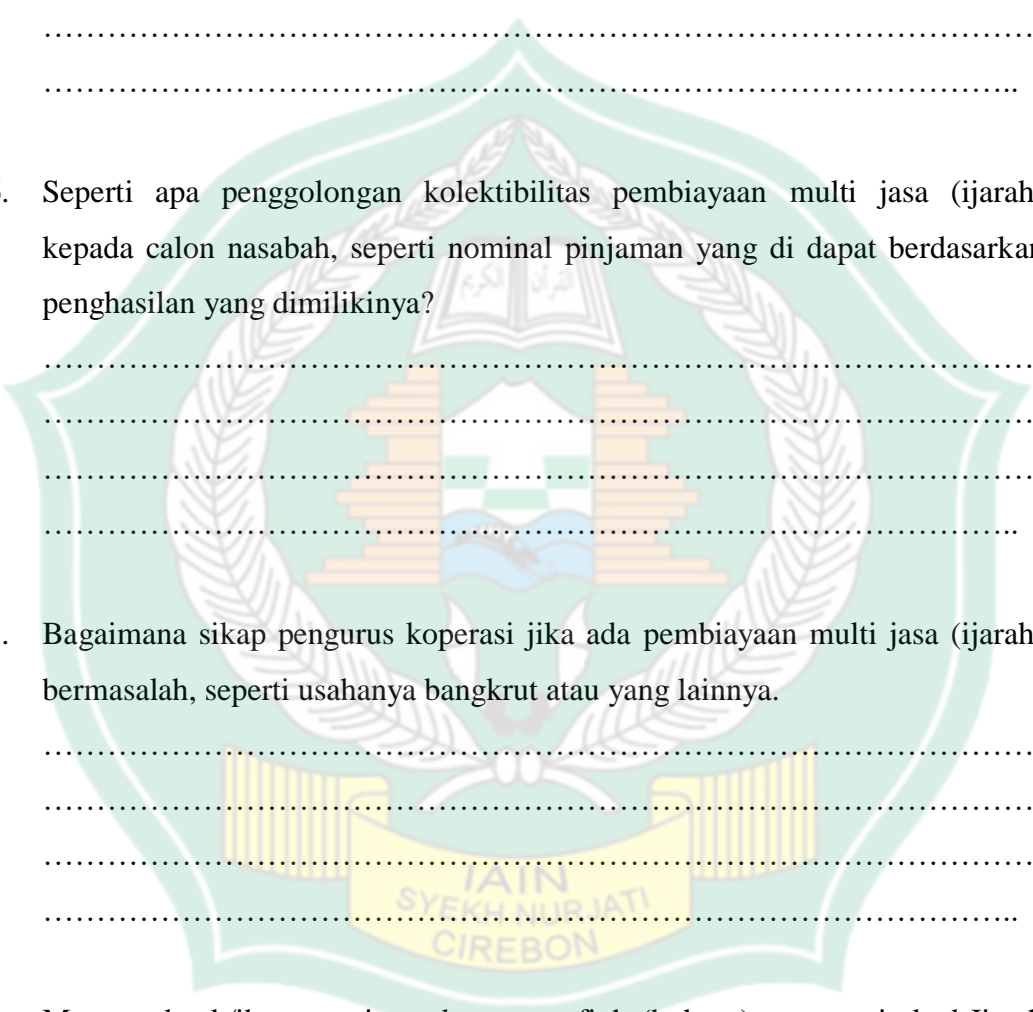 ……………………………………………………………………………
…………………………………………………………………………..
. Seperti apa penggolongan kolektibilitas pembiayaan multi jasa (ijarah
kepada calon nasabah, seperti nominal pinjaman yang di dapat berdasarkan
penghasilan yang dimilikinya?
القرآن الكريم
……………………………………………………………………………
……………………………………………………………………………
……………………………………………………………………………
…………………………………………………………………………..
. Bagaimana sikap pengurus koperasi jika ada pembiayaan multi jasa (ijarah
bermasalah, seperti usahanya bangkrut atau yang lainnya.
……………………………………………………………………………
……………………………………………………………………………
……………………………………………………………………………
…………………………………………………………………………..
IAIN
SYEKH NURJATI
CIREBON